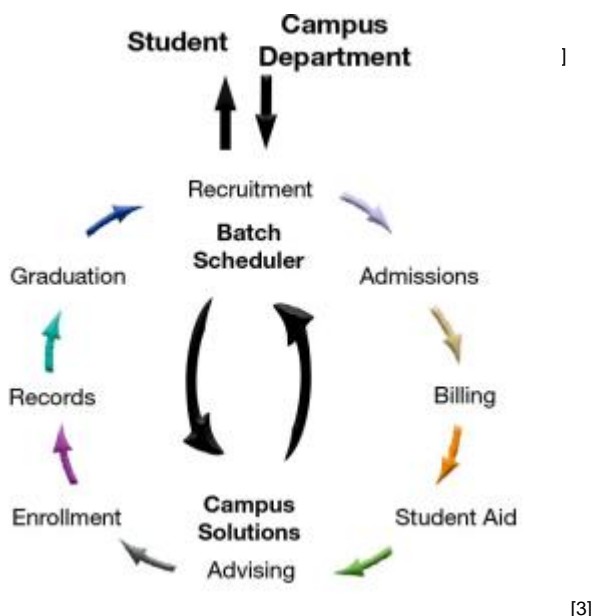 Student
Campus
Department
]
Recruitment
Batch
Scheduler
Graduation
Admissions
Records
Billing
Enrollment
Campus
Solutions
Student Aid
Advising
[3]